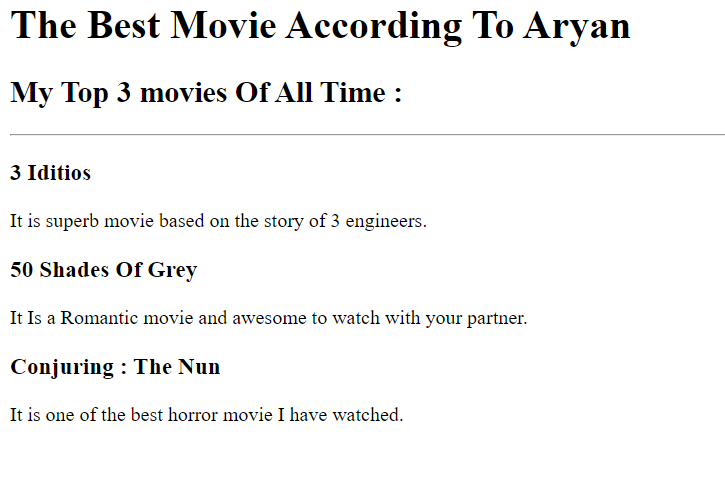 The Best Movie According To Aryan
My Top 3 movies Of All Time :
3 Iditios
It is superb movie based on the story of 3 engineers.
50 Shades Of Grey
It Is a Romantic movie and awesome to watch with your partner.
Conjuring : The Nun
It is one of the best horror movie I have watched.